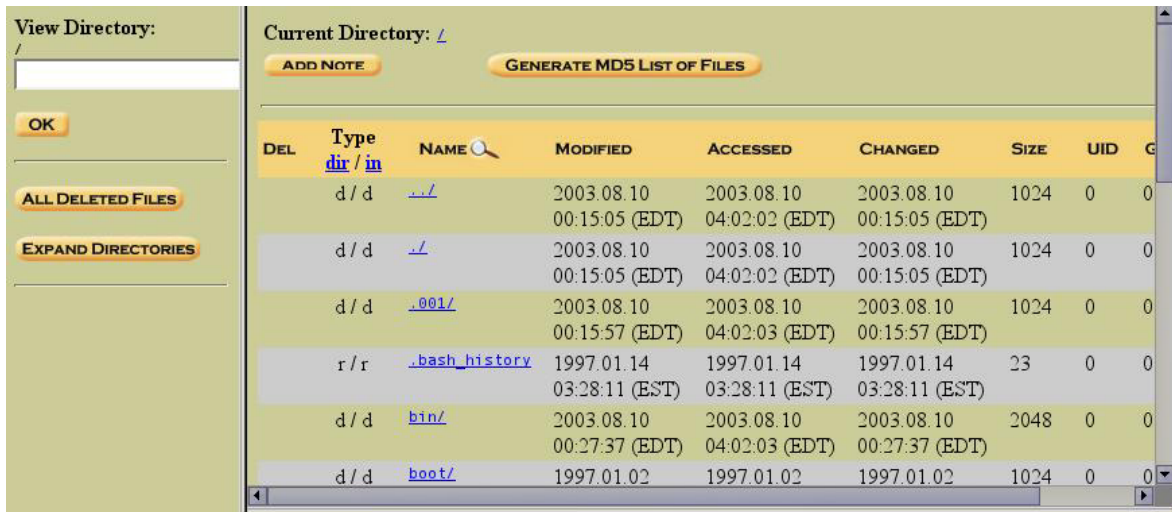 View Directory:
/
OK
ALL DELETED FILES
EXPAND DIRECTORIES
Current Directory: /
ADD NOTE GENERATE MD5 LIST OF FILES
DEL Type dir / in NAME MODIFIED ACCESSED CHANGED SIZE UID G
d / d ../ 2003.08.10 2003.08.10 2003.08.10 1024 0 0
00:15:05 (EDT) 04:02:02 (EDT) 00:15:05 (EDT)
d / d ./ 2003.08.10 2003.08.10 2003.08.10 1024 0 0
00:15:05 (EDT) 04:02:02 (EDT) 00:15:05 (EDT)
d / d .001/ 2003.08.10 2003.08.10 2003.08.10 1024 0 0
00:15:57 (EDT) 04:02:03 (EDT) 00:15:57 (EDT)
r / r .bash_history 1997.01.14 1997.01.14 1997.01.14 23 0 0
03:28:11 (EST) 03:28:11 (EST) 03:28:11 (EST)
d / d bin/ 2003.08.10 2003.08.10 2003.08.10 2048 0 0
00:27:37 (EDT) 04:02:03 (EDT) 00:27:37 (EDT)
d / d boot/ 1997.01.02 1997.01.02 1997.01.02 1024 0 0